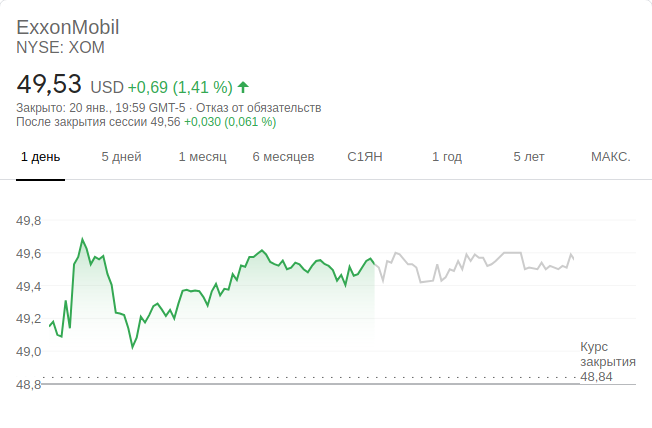 ExxonMobil
NYSE: XOM
49,53 USD +0,69 (1,41 %)
Закрыто: 20 янв., 19:59 GMT-5 · Отказ от обязательств
После закрытия сессии 49,56 +0,030 (0,061 %)
1 день 5 дней 1 месяц 6 месяцев С1ЯН 1 год 5 лет МАКС.
49,8
49,6
49,4
49,2
49,0
48,8
Курс
закрытия
48,84